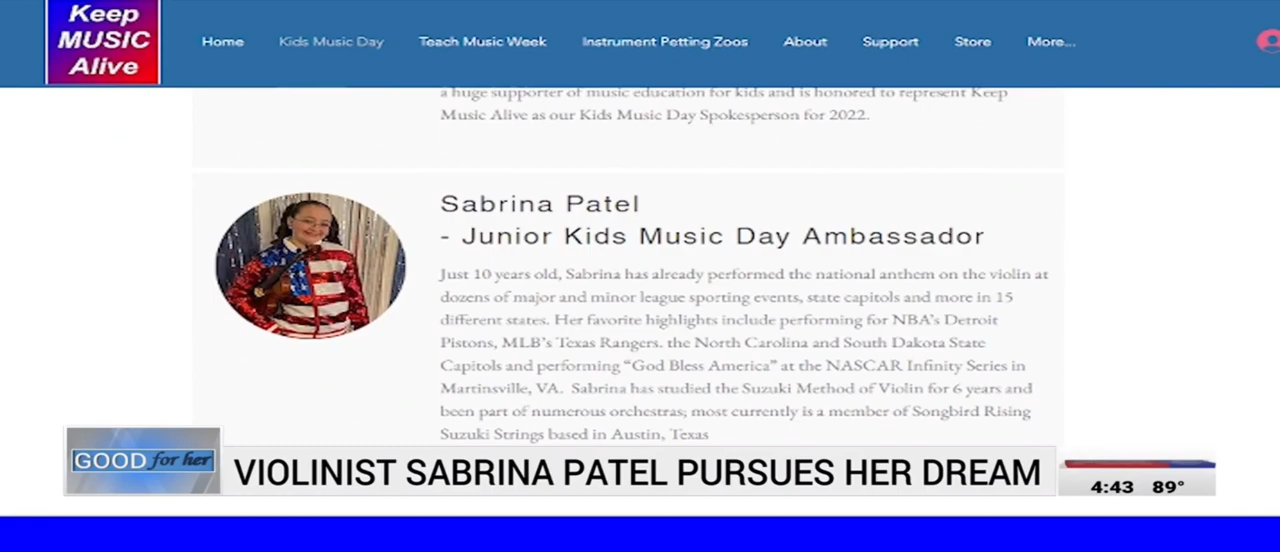 Keep
MUSIC
Alive
Home Kids Music Day Teach Music Week Instrument Petting Zoos About Support Store More...
a huge supporter of music education for kids and is honored to represent Keep
Music Alive as our Kids Music Day Spokesperson for 2022.
Sabrina Patel
- Junior Kids Music Day Ambassador
Just 10 years old, Sabrina has already performed the national anthem on the violin at
dozens of major and minor league sporting events, state capitols and more in 15
different states. Her favorite highlights include performing for NBA's Detroit
Pistons, MLB's Texas Rangers. the North Carolina and South Dakota State
Capitols and performing “God Bless America” at the NASCAR Infinity Series in
Martinsville, VA. Sabrina has studied the Suzuki Method of Violin for 6 years and
been part of numerous orchestras; most currently is a member of Songbird Rising
Suzuki Strings based in Austin, Texas
GOOD for her
VIOLINIST SABRINA PATEL PURSUES HER DREAM
4:43 89°